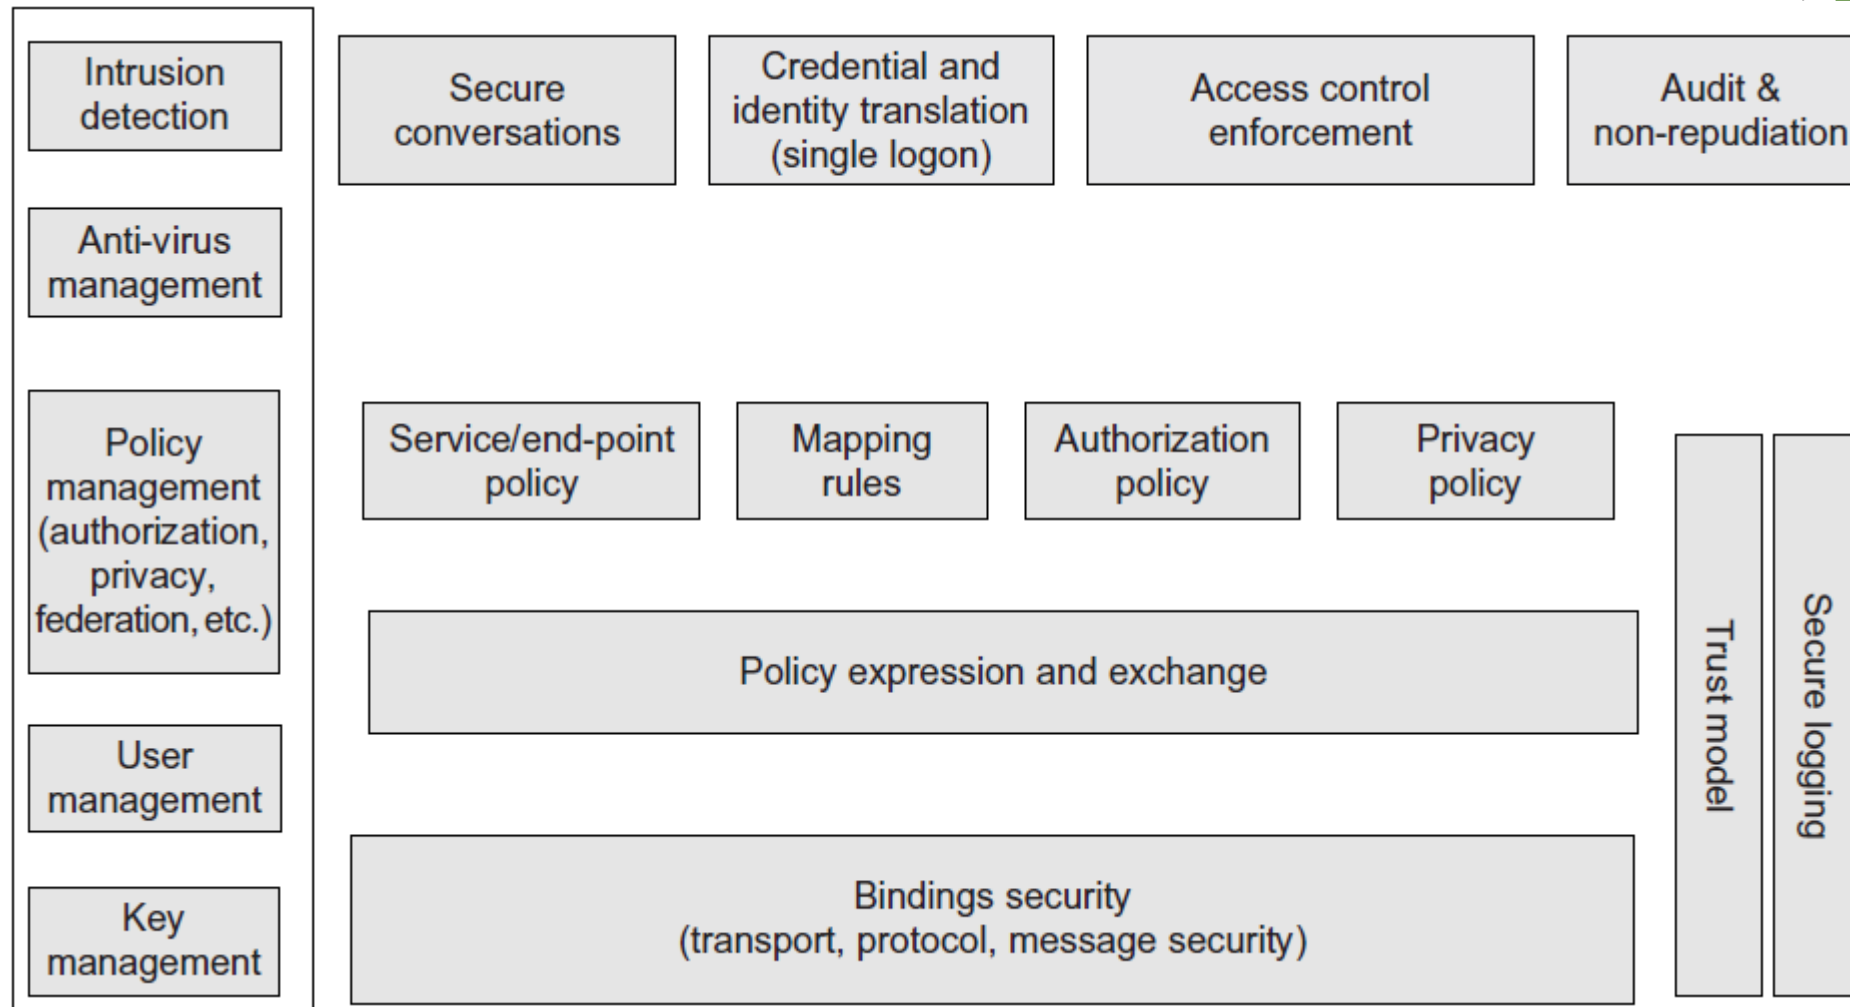 Intrusion
detection
Secure
conversations
Credential and
identity translation
(single logon)
Access control
enforcement
Audit &
non-repudiation
Anti-virus
management
Policy
management
(authorization,
privacy,
federation, etc.)
Service/end-point
policy
Mapping
rules
Authorization
policy
Privacy
policy
Policy expression and exchange
Trust model
Secure logging
User
management
Key
management
Bindings security
(transport, protocol, message security)